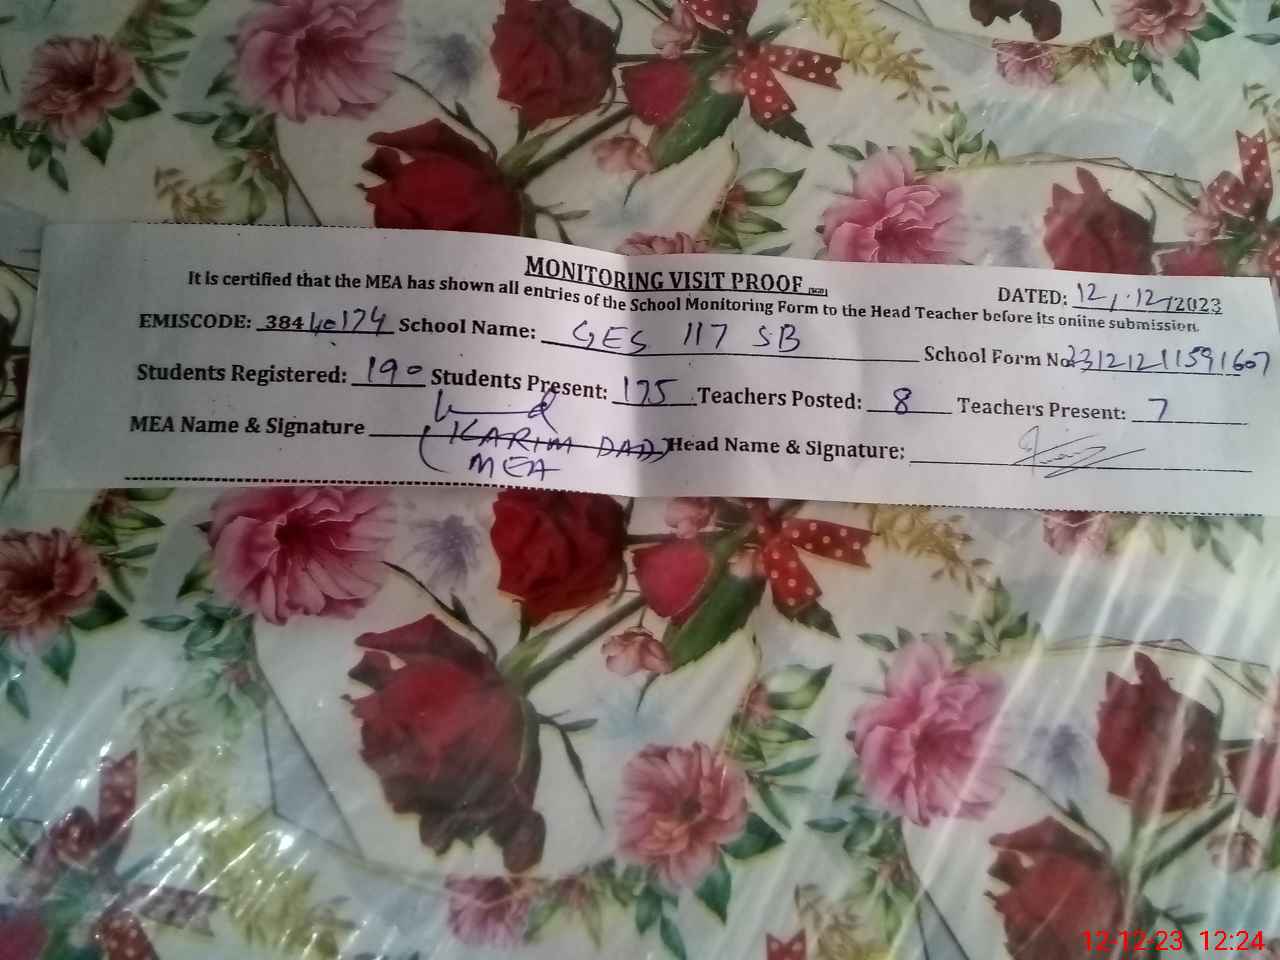 MONITORING VISIT PROOF
DATED: 12/12/2023
It is certified that the MEA has shown all entries of the School Monitoring Form to the Head Teacher before its online submission.
EMISCODE: 38440174 School Name: GES 117 SB School Form No 23121211591607
Students Registered: 190 Students Present: 175 Teachers Posted: 8 Teachers Present: 7
MEA Name & Signature (KARIM DAD) Head Name & Signature:
MEA
12-12-23 12:24